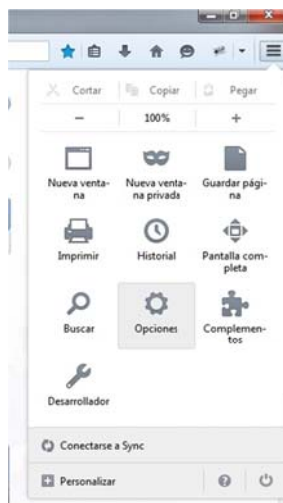 Cortar Copiar Pegar
− 100% +
Nueva venta-
na
Nueva venta-
na privada
Guardar pági-
na
Imprimir
Historial
Pantalla com-
pleta
Buscar
Opciones
Complemen-
tos
Desarrollador
Conectarse a Sync
Personalizar